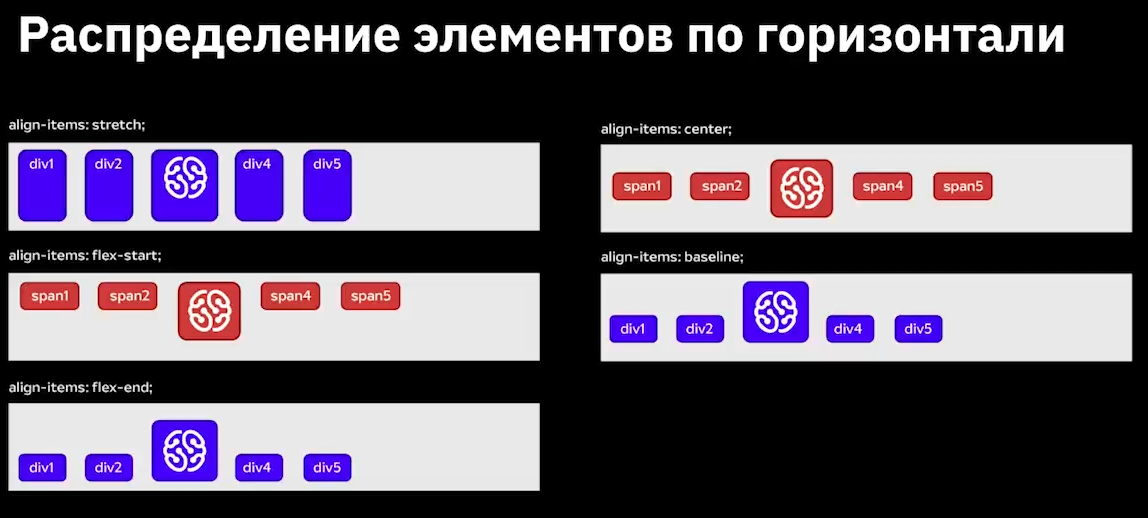 Распределение элементов по горизонтали
align-items: stretch;
div1 div2 div4 div5
align-items: flex-start;
span1 span2 span4 span5
align-items: flex-end;
div1 div2 div4 div5
align-items: center;
span1 span2 span4 span5
align-items: baseline;
div1 div2 div4 div5